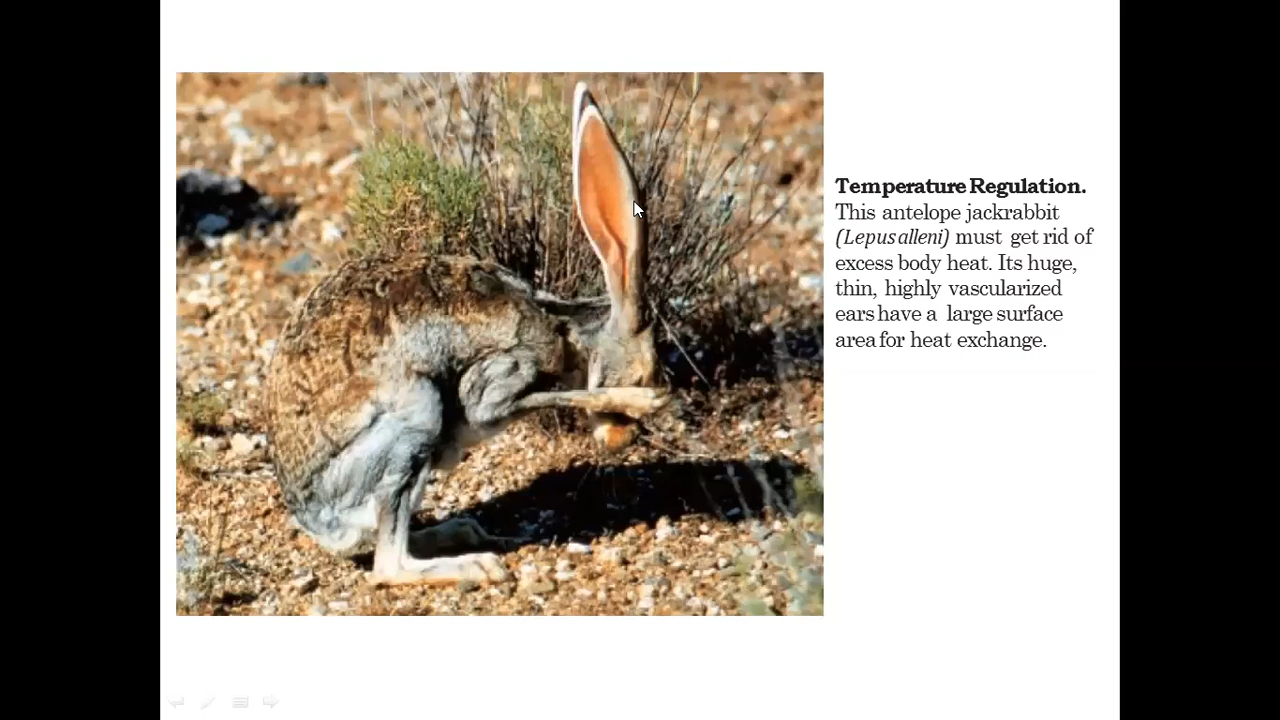 Temperature Regulation.
This antelope jackrabbit
(Lepus alleni) must get rid of
excess body heat. Its huge,
thin, highly vascularized
ears have a large surface
area for heat exchange.